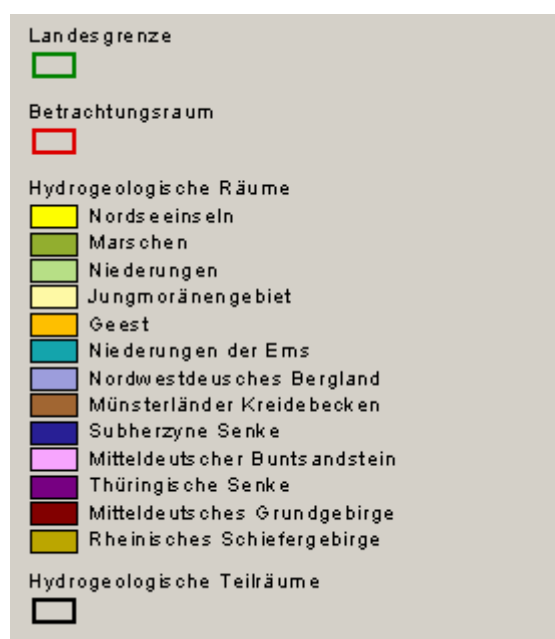 Landesgrenze
Betrachtungsraum
Hydrogeologische Räume
Nordseeinseln
Marschen
Niederungen
Jungmoränengebiet
Geest
Niederungen der Ems
Nordwestdeusches Bergland
Münsterländer Kreidebecken
Subherzyne Senke
Mitteldeutscher Buntsandstein
Thüringische Senke
Mitteldeutsches Grundgebirge
Rheinisches Schiefergebirge
Hydrogeologische Teilräume